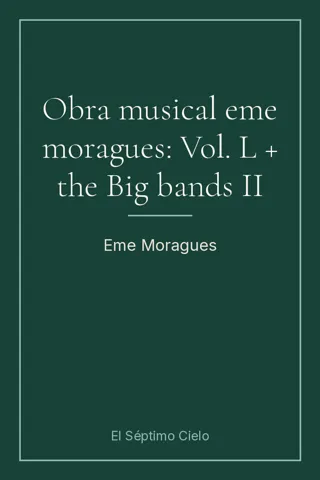 Obra musical eme
moragues: Vol. L +
the Big bands II
Eme Moragues
El Séptimo Cielo